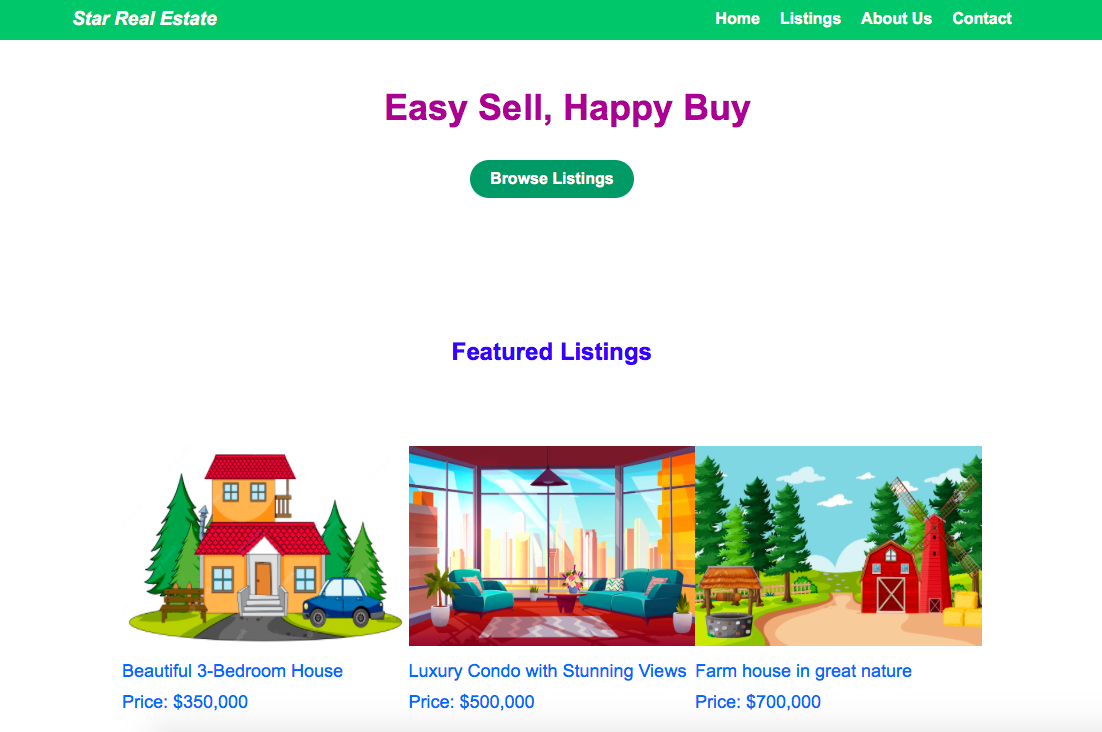 Star Real Estate
Home Listings About Us Contact
Easy Sell, Happy Buy
Browse Listings
Featured Listings
Beautiful 3-Bedroom House
Price: $350,000
Luxury Condo with Stunning Views
Price: $500,000
Farm house in great nature
Price: $700,000